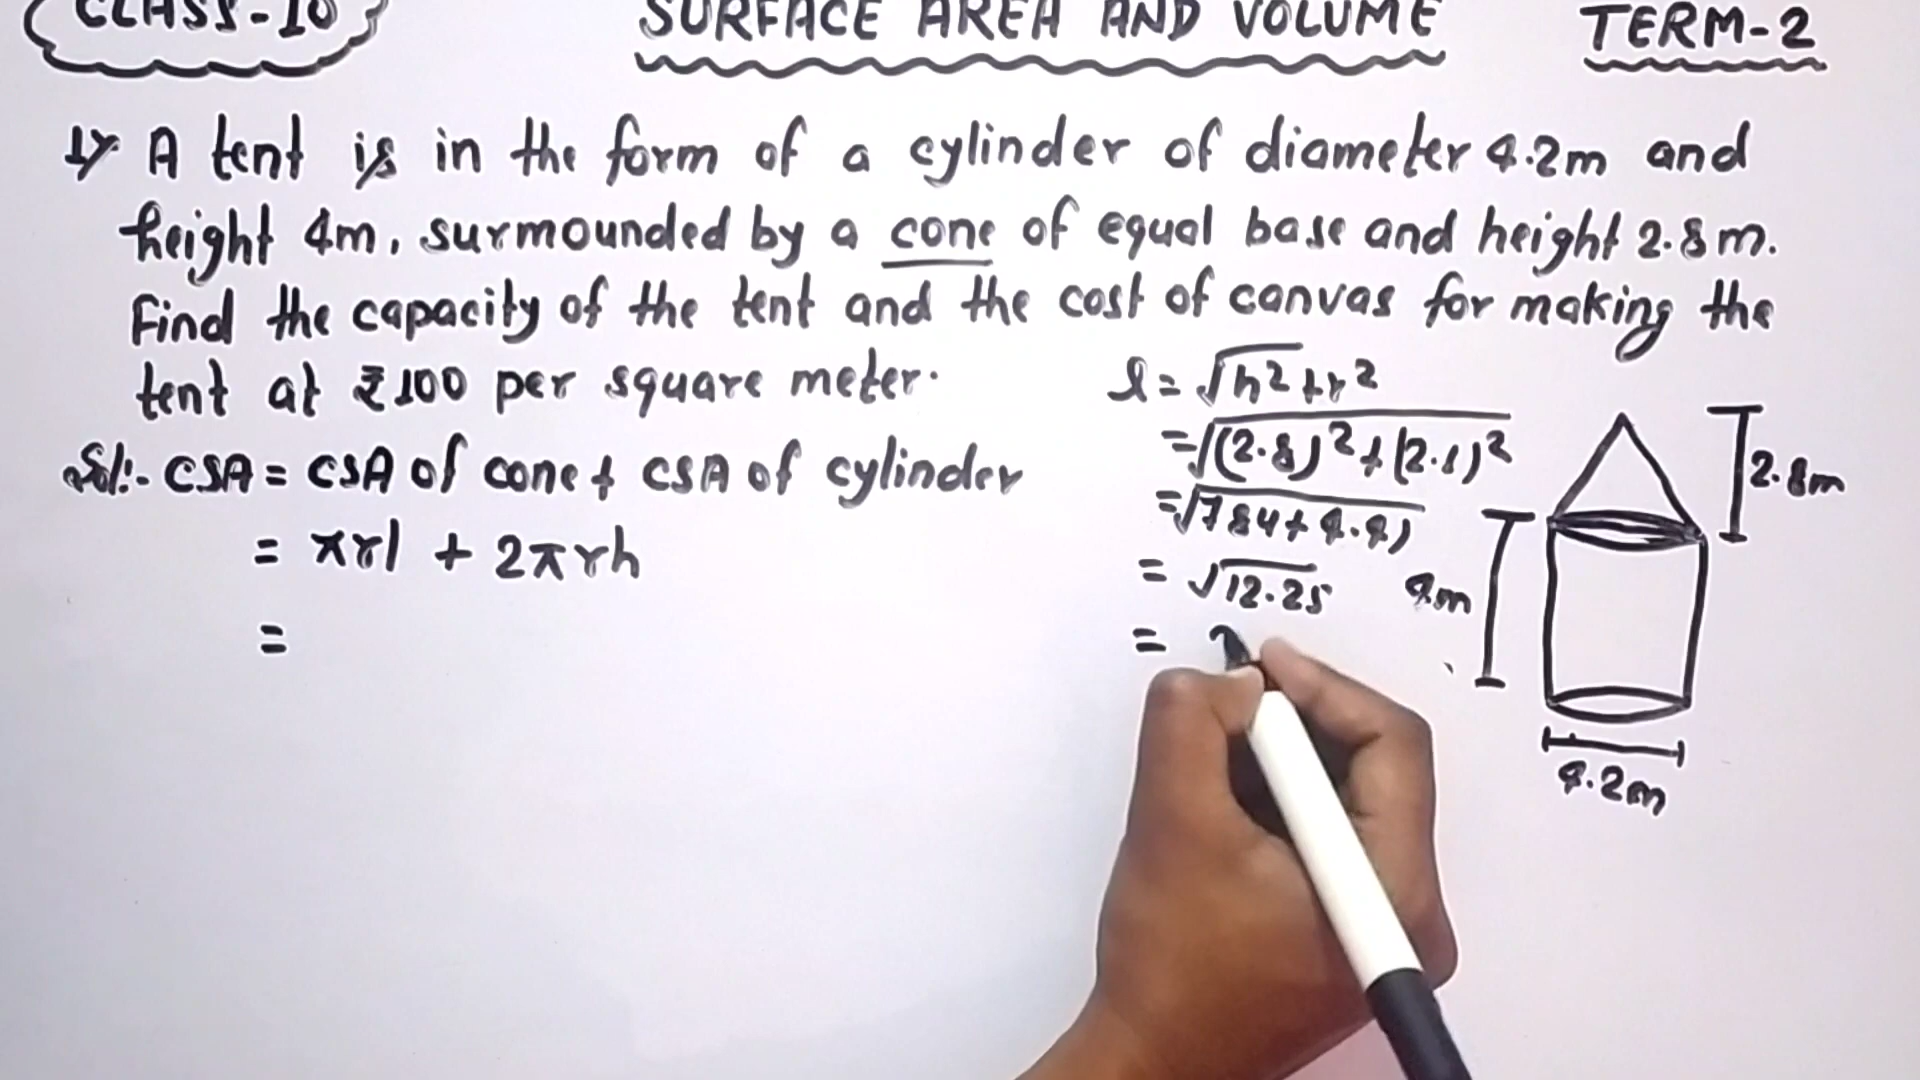 CLASS-10
SURFACE AREA AND VOLUME
TERM-2
1) A tent is in the form of a cylinder of diameter 4.2m and
height 4m, surmounded by a cone of equal base and height 2.8m.
Find the capacity of the tent and the cost of canvas for making the
tent at ₹100 per square meter.
Sol:- CSA = CSA of cone + CSA of cylinder
= πrl + 2πrh
=
l = √h²+r²
= √(2.8)²+(2.1)²
= √784+4.41
= √12.25
=
2.8m
4m
4.2m